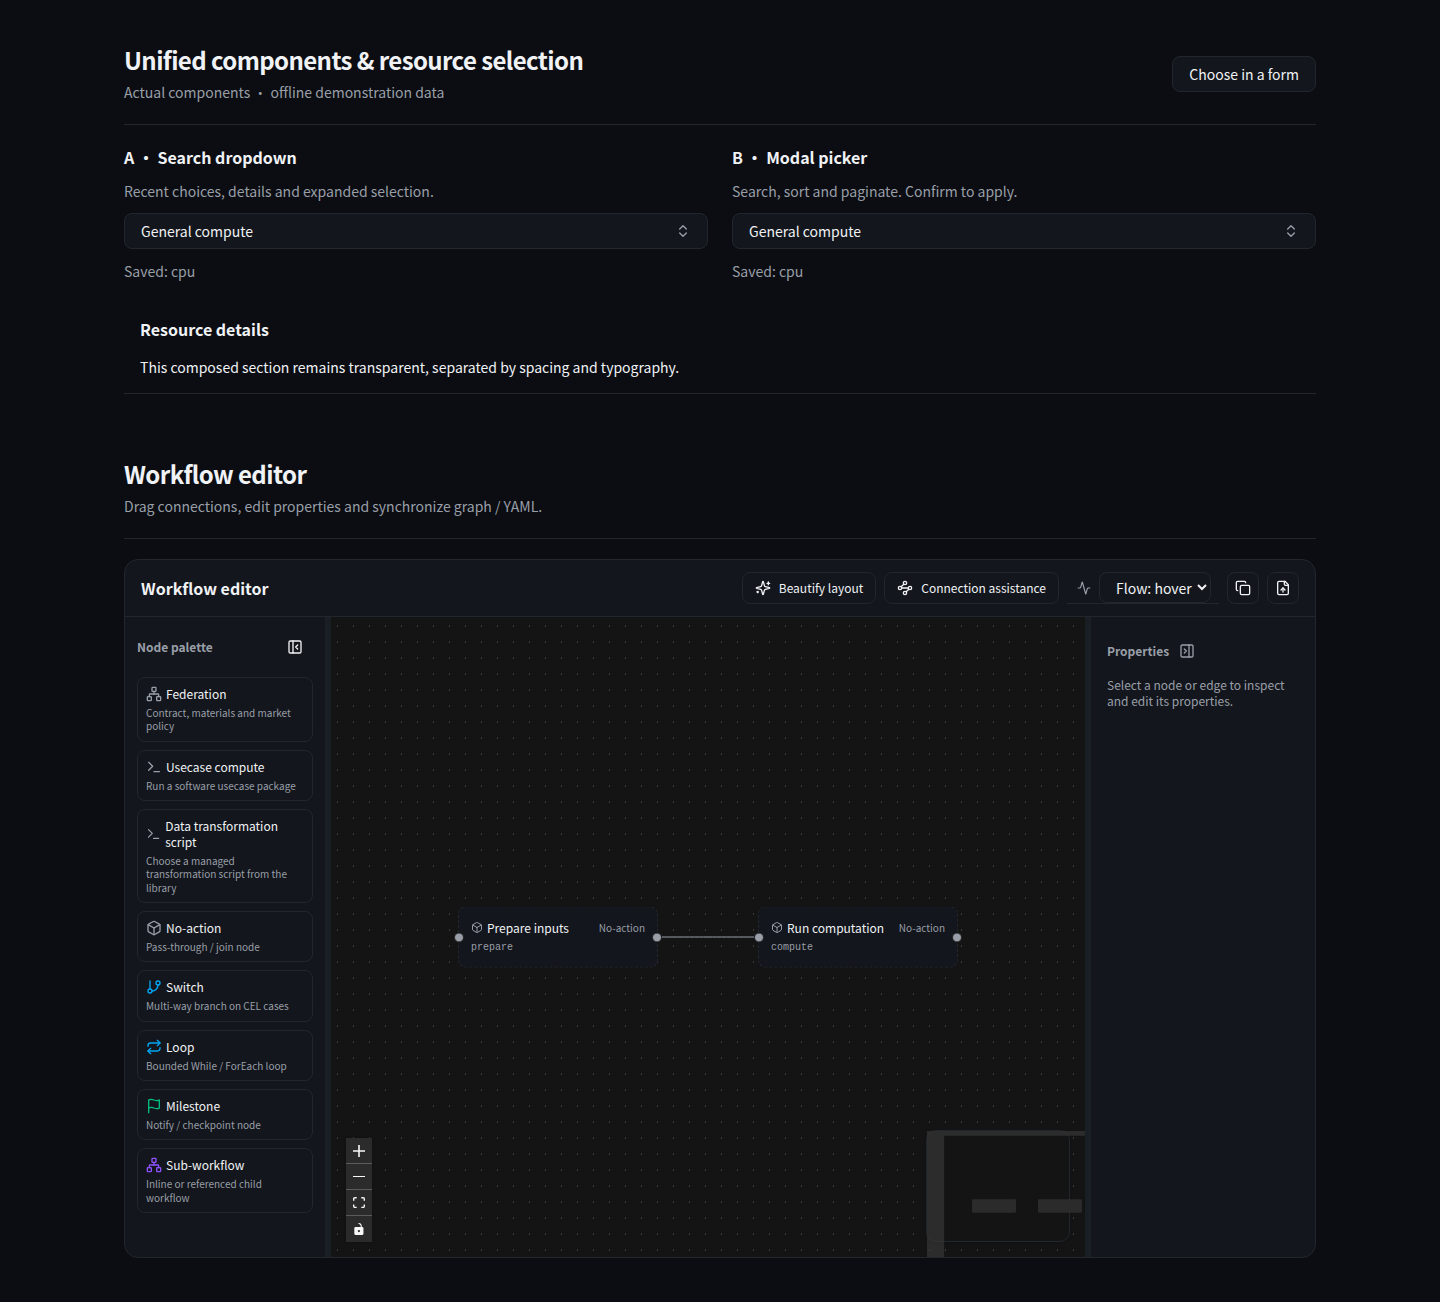 Unified components & resource selection
Actual components • offline demonstration data
Choose in a form
A • Search dropdown
Recent choices, details and expanded selection.
General compute
Saved: cpu
B • Modal picker
Search, sort and paginate. Confirm to apply.
General compute
Saved: cpu
Resource details
This composed section remains transparent, separated by spacing and typography.
Workflow editor
Drag connections, edit properties and synchronize graph / YAML.
Workflow editor
Beautify layout
Connection assistance
Flow: hover
Node palette
Federation
Contract, materials and market
policy
Usecase compute
Run a software usecase package
Data transformation
script
Choose a managed
transformation script from the
library
No-action
Pass-through / join node
Switch
Multi-way branch on CEL cases
Loop
Bounded While / ForEach loop
Milestone
Notify / checkpoint node
Sub-workflow
Inline or referenced child
workflow
Prepare inputs No-action
prepare
Run computation No-action
compute
Properties
Select a node or edge to inspect
and edit its properties.